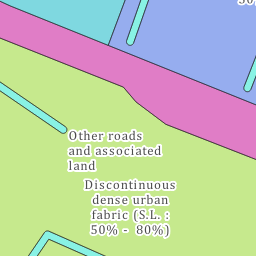 Other roads
and associated
land
Discontinuous
dense urban
fabric (S.L. :
50% - 80%)